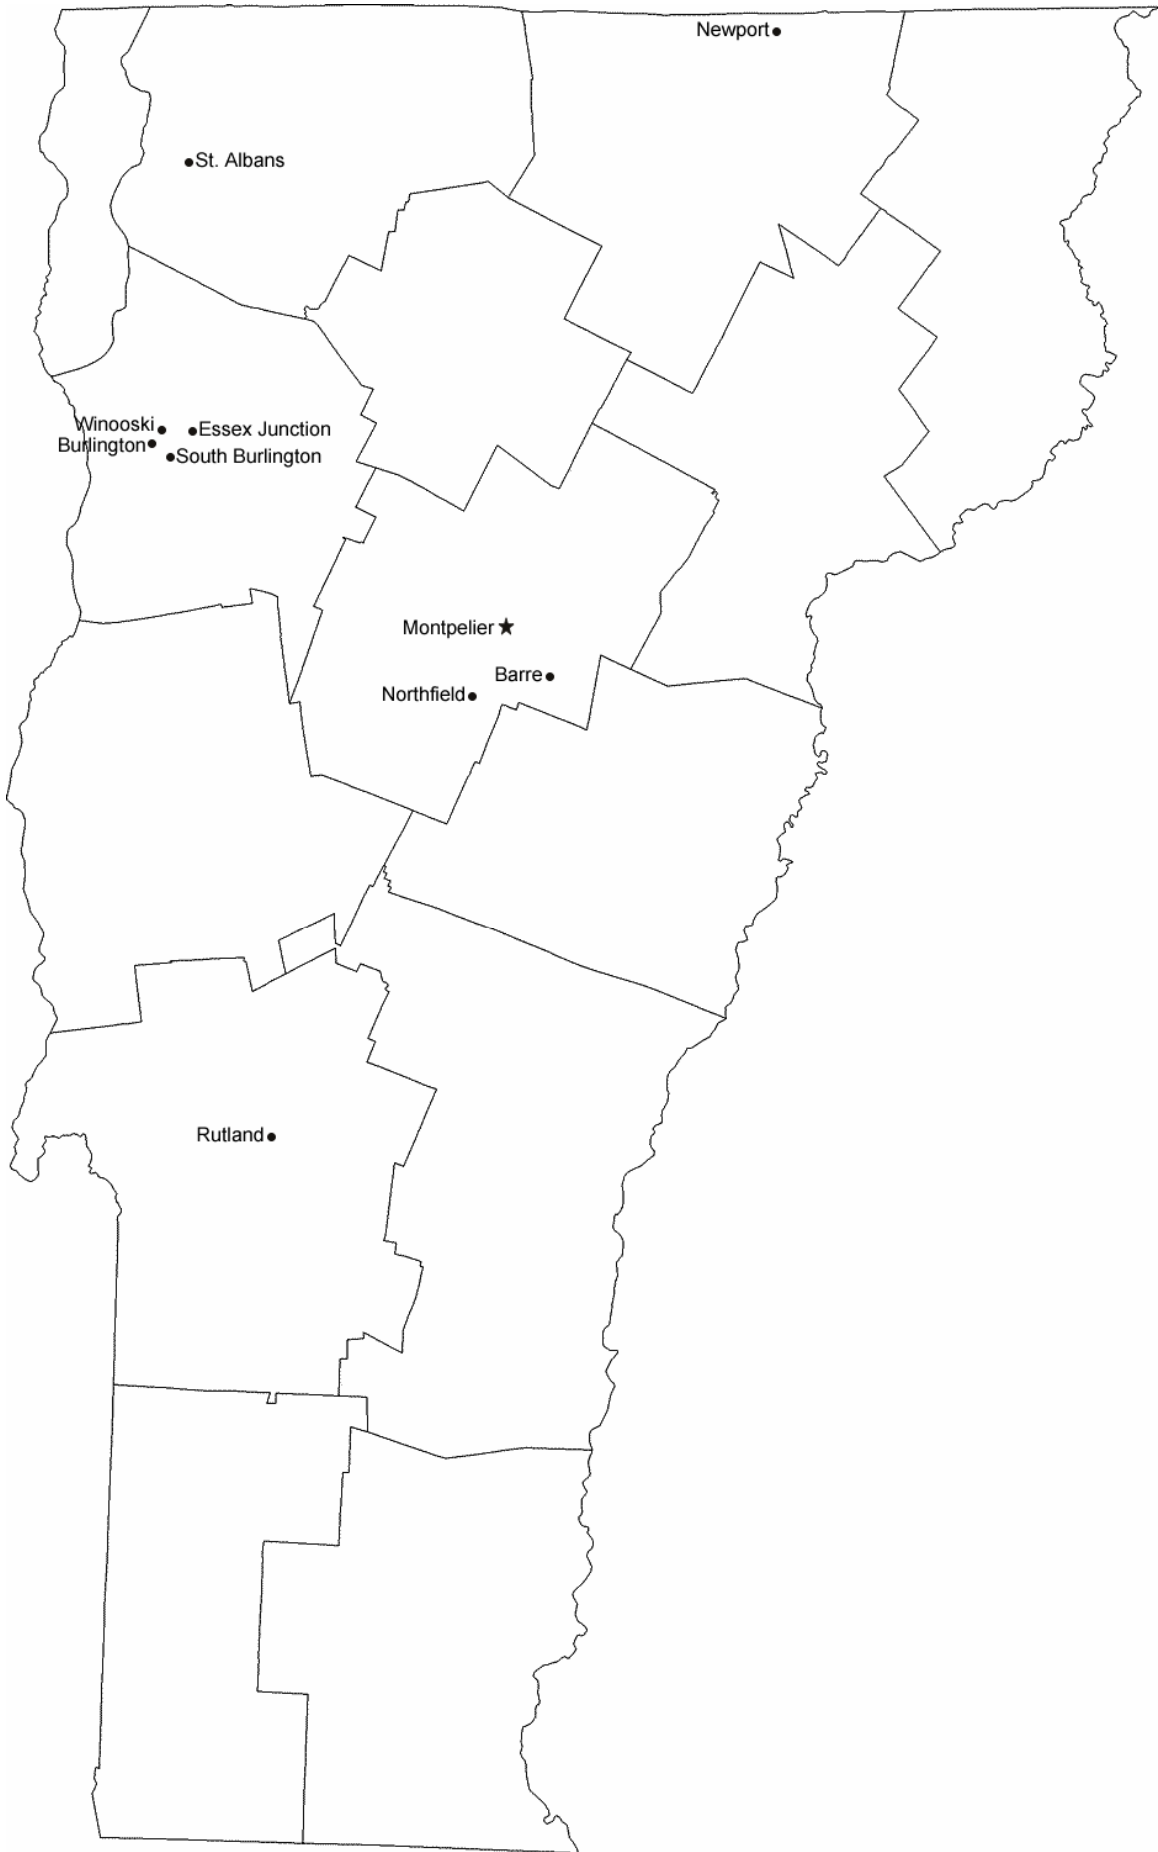 Newport
St. Albans
Winooski
Essex Junction
Burlington
South Burlington
Montpelier
Barre
Northfield
Rutland